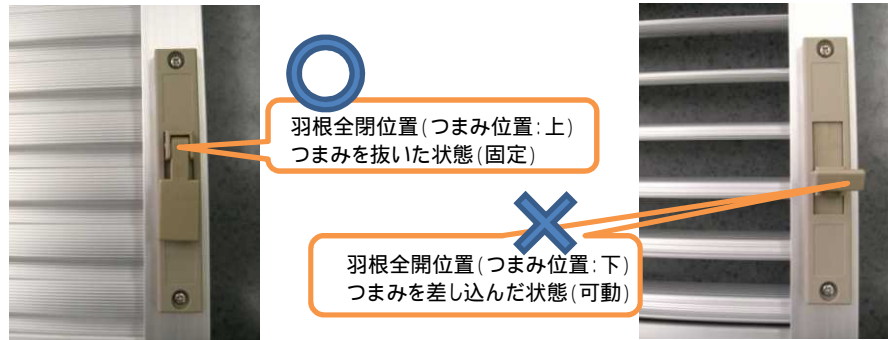 羽根全閉位置(つまみ位置:上)
つまみを抜いた状態(固定)
羽根全開位置(つまみ位置:下)
つまみを差し込んだ状態(可動)